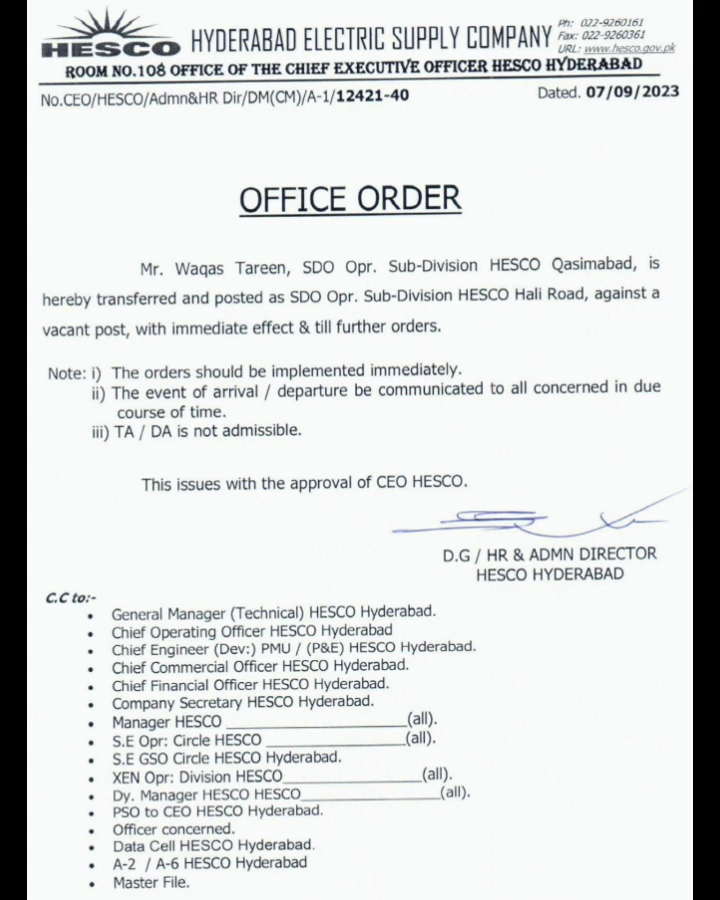 HESCO HYDERABAD ELECTRIC SUPPLY COMPANY
Ph: 022-9260161
Fax: 022-9260361
URL: www.hesco.gov.pk
ROOM NO.108 OFFICE OF THE CHIEF EXECUTIVE OFFICER HESCO HYDERABAD
No.CEO/HESCO/Admn&HR Dir/DM(CM)/A-1/12421-40 Dated. 07/09/2023
OFFICE ORDER
Mr. Waqas Tareen, SDO Opr. Sub-Division HESCO Qasimabad, is
hereby transferred and posted as SDO Opr. Sub-Division HESCO Hali Road, against a
vacant post, with immediate effect & till further orders.
Note: i) The orders should be implemented immediately.
ii) The event of arrival / departure be communicated to all concerned in due
course of time.
iii) TA / DA is not admissible.
This issues with the approval of CEO HESCO.
D.G / HR & ADMN DIRECTOR
HESCO HYDERABAD
C.C to:-
• General Manager (Technical) HESCO Hyderabad.
• Chief Operating Officer HESCO Hyderabad
• Chief Engineer (Dev:) PMU / (P&E) HESCO Hyderabad.
• Chief Commercial Officer HESCO Hyderabad.
• Chief Financial Officer HESCO Hyderabad.
• Company Secretary HESCO Hyderabad.
• Manager HESCO ____________________(all).
• S.E Opr: Circle HESCO ________________(all).
• S.E GSO Circle HESCO Hyderabad.
• XEN Opr: Division HESCO________________(all).
• Dy. Manager HESCO HESCO________________(all).
• PSO to CEO HESCO Hyderabad.
• Officer concerned.
• Data Cell HESCO Hyderabad.
• A-2 / A-6 HESCO Hyderabad
• Master File.